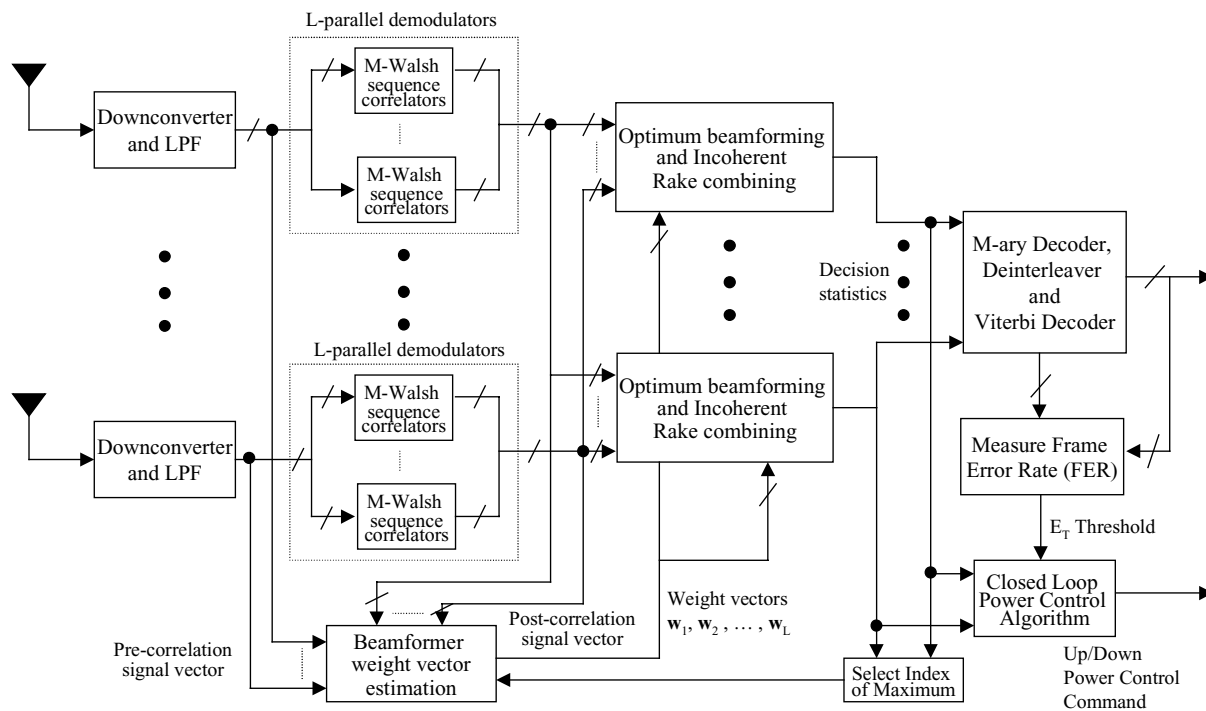 L-parallel demodulators
M-Walsh
sequence
correlators
Downconverter
and LPF
M-Walsh
sequence
correlators
Optimum beamforming
and Incoherent
Rake combining
M-ary Decoder,
Deinterleaver
and
Viterbi Decoder
Decision
statistics
L-parallel demodulators
M-Walsh
sequence
correlators
Downconverter
and LPF
M-Walsh
sequence
correlators
Optimum beamforming
and Incoherent
Rake combining
Measure Frame
Error Rate (FER)
E_T Threshold
Closed Loop
Power Control
Algorithm
Pre-correlation
signal vector
Beamformer
weight vector
estimation
Post-correlation
signal vector
Weight vectors
w_1, w_2 , … , w_L
Select Index
of Maximum
Up/Down
Power Control
Command